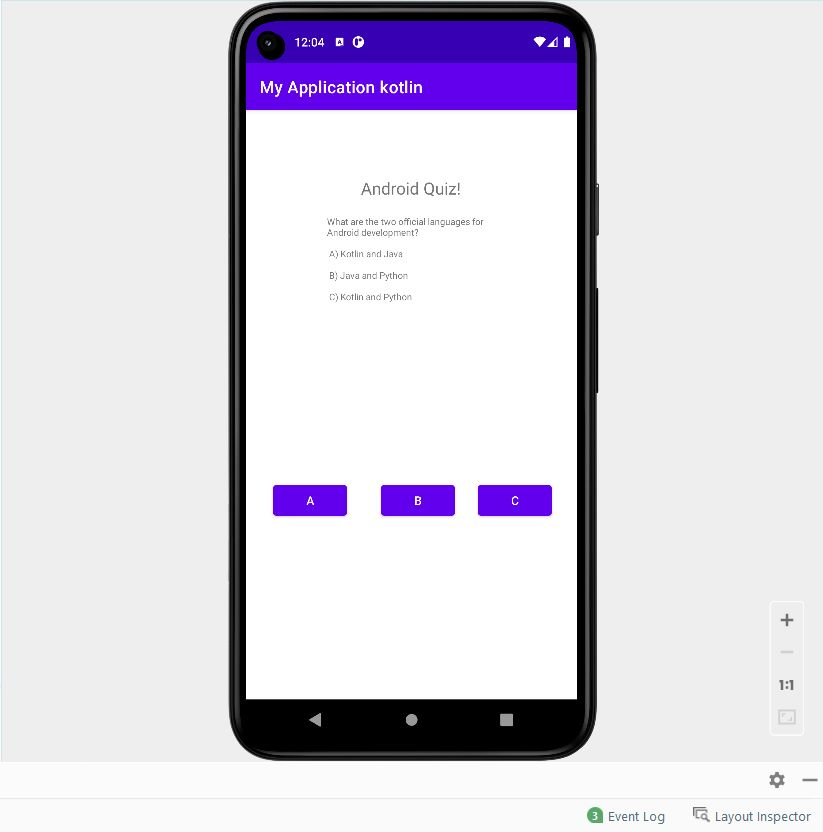 12:04
My Application kotlin
Android Quiz!
What are the two official languages for
Android development?
A) Kotlin and Java
B) Java and Python
C) Kotlin and Python
A B C
1:1
3 Event Log Layout Inspector